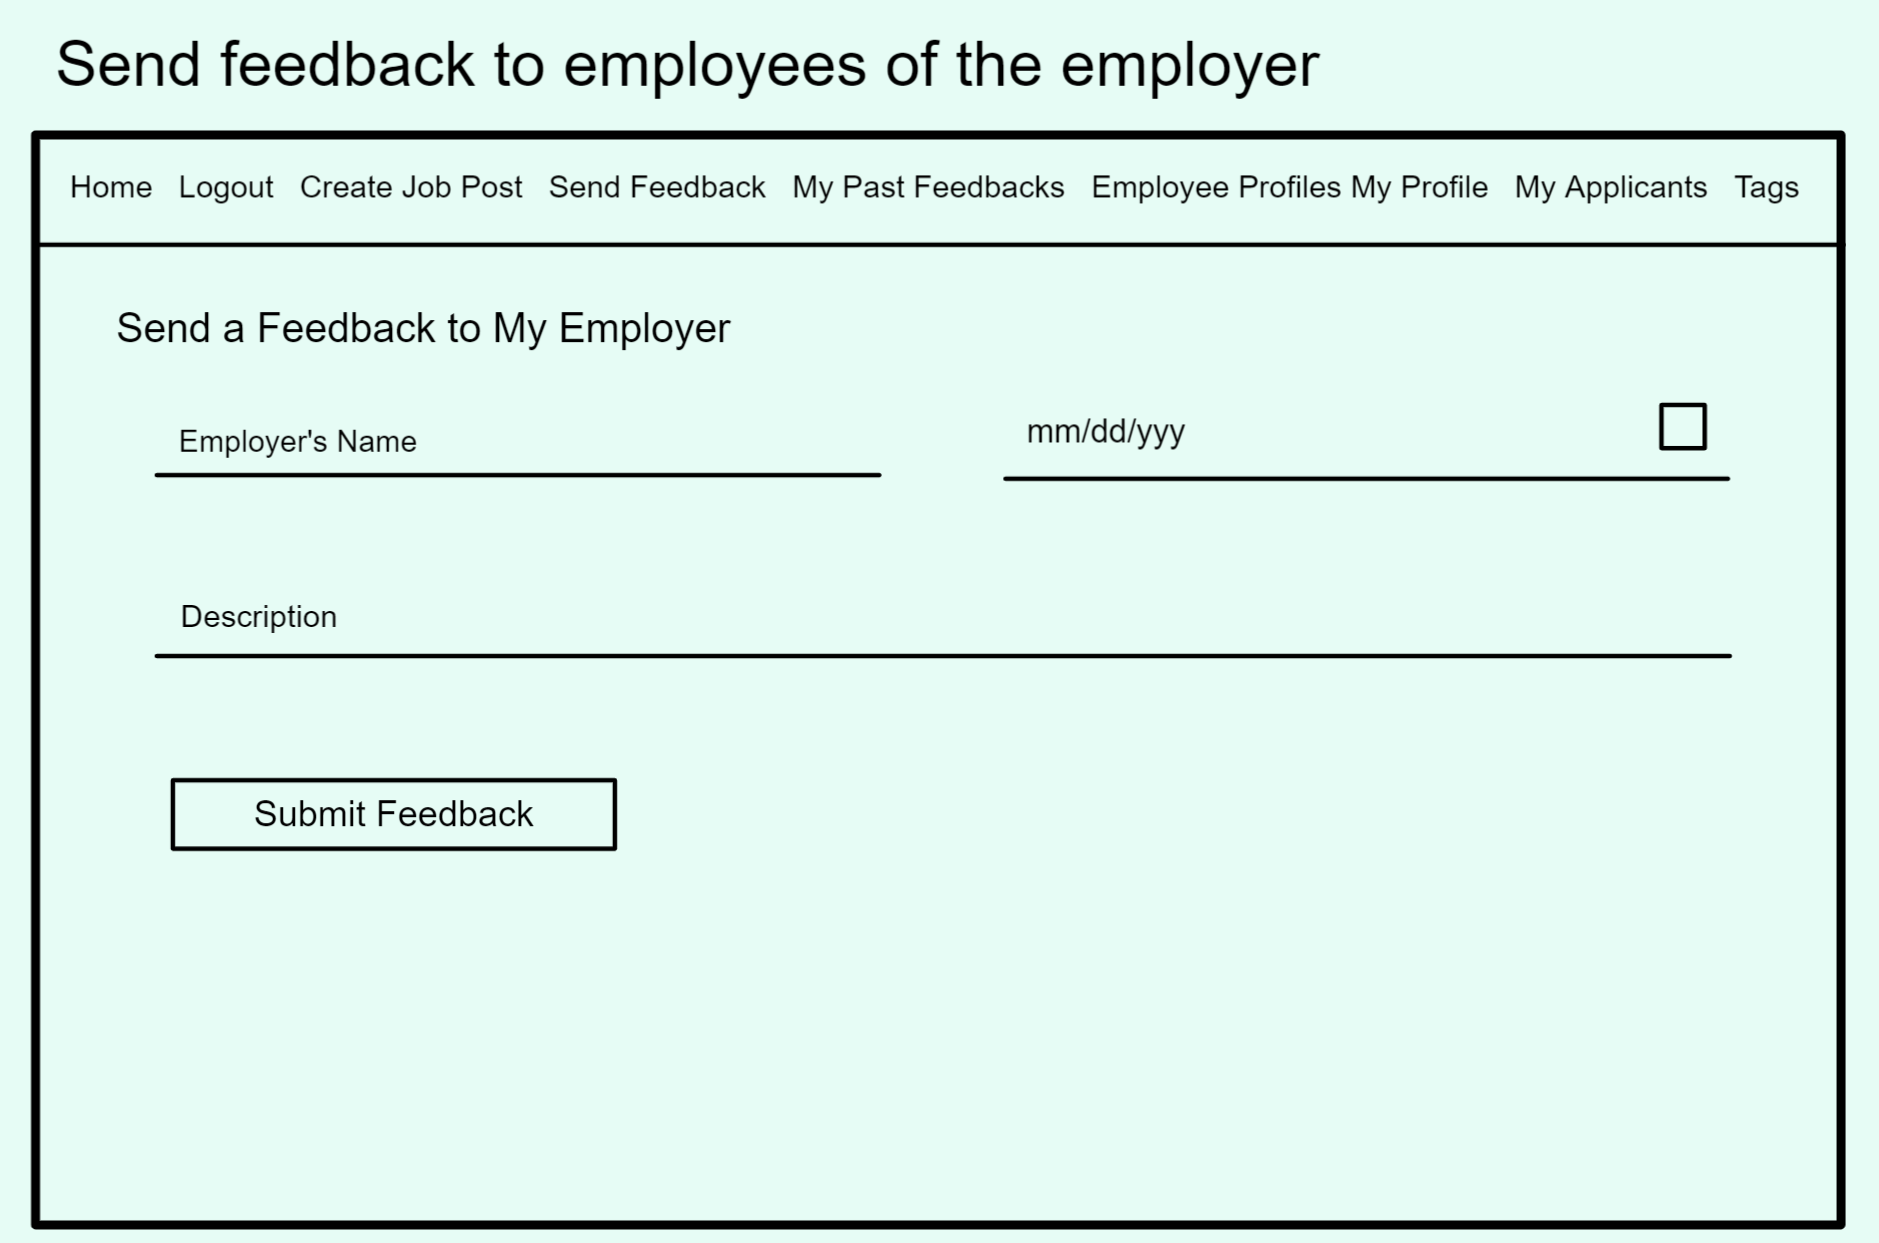 Send feedback to employees of the employer
Home Logout Create Job Post Send Feedback My Past Feedbacks Employee Profiles My Profile My Applicants Tags
Send a Feedback to My Employer
Employer's Name
mm/dd/yyy
Description
Submit Feedback